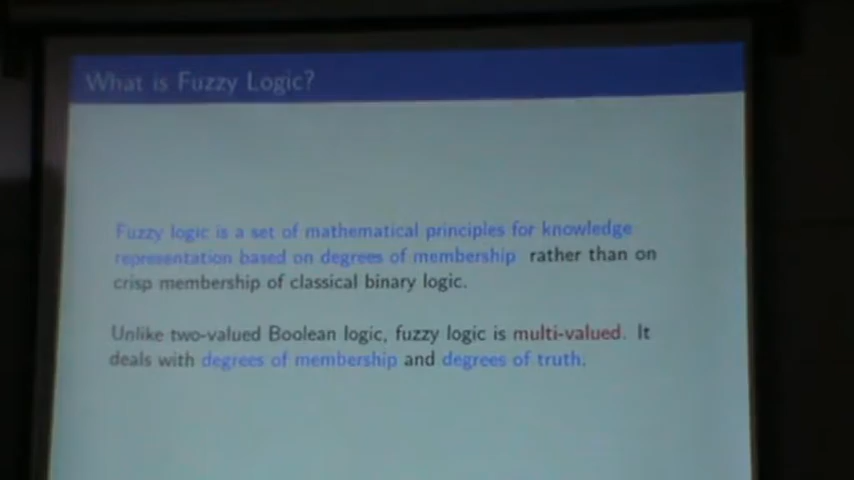 What is Fuzzy Logic?
Fuzzy logic is a set of mathematical principles for knowledge
representation based on degrees of membership rather than on
crisp membership of classical binary logic.
Unlike two-valued Boolean logic, fuzzy logic is multi-valued. It
deals with degrees of membership and degrees of truth.